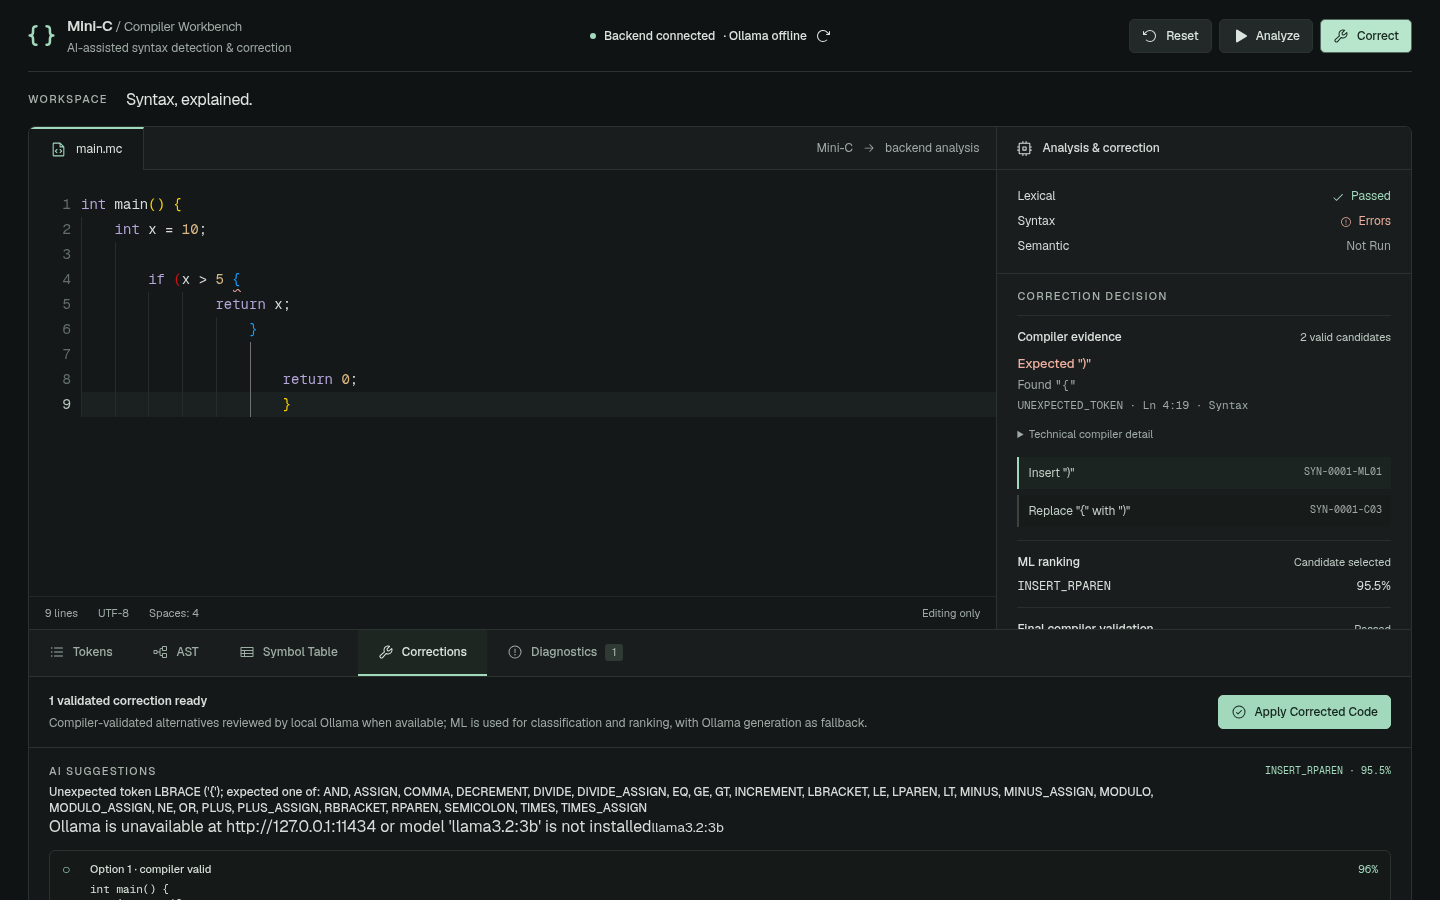 { } Mini-C / Compiler Workbench
AI-assisted syntax detection & correction
Backend connected · Ollama offline
Reset
Analyze
Correct
WORKSPACE Syntax, explained.
main.mc
Mini-C → backend analysis
1 int main() {
2 int x = 10;
3
4 if (x > 5 {
5 return x;
6 }
7
8 return 0;
9 }
9 lines UTF-8 Spaces: 4
Editing only
Analysis & correction
Lexical Passed
Syntax Errors
Semantic Not Run
CORRECTION DECISION
Compiler evidence 2 valid candidates
Expected ")"
Found "{"
UNEXPECTED_TOKEN · Ln 4:19 · Syntax
Technical compiler detail
Insert ")" SYN-0001-ML01
Replace "{" with ")" SYN-0001-C03
ML ranking Candidate selected
INSERT_RPAREN 95.5%
Final compiler validation Passed
Tokens
AST
Symbol Table
Corrections
Diagnostics 1
1 validated correction ready
Compiler-validated alternatives reviewed by local Ollama when available; ML is used for classification and ranking, with Ollama generation as fallback.
Apply Corrected Code
AI SUGGESTIONS
INSERT_RPAREN · 95.5%
Unexpected token LBRACE ('{'); expected one of: AND, ASSIGN, COMMA, DECREMENT, DIVIDE, DIVIDE_ASSIGN, EQ, GE, GT, INCREMENT, LBRACKET, LE, LPAREN, LT, MINUS, MINUS_ASSIGN, MODULO,
MODULO_ASSIGN, NE, OR, PLUS, PLUS_ASSIGN, RBRACKET, RPAREN, SEMICOLON, TIMES, TIMES_ASSIGN
Ollama is unavailable at http://127.0.0.1:11434 or model 'llama3.2:3b' is not installedllama3.2:3b
Option 1 · compiler valid 96%
int main() {